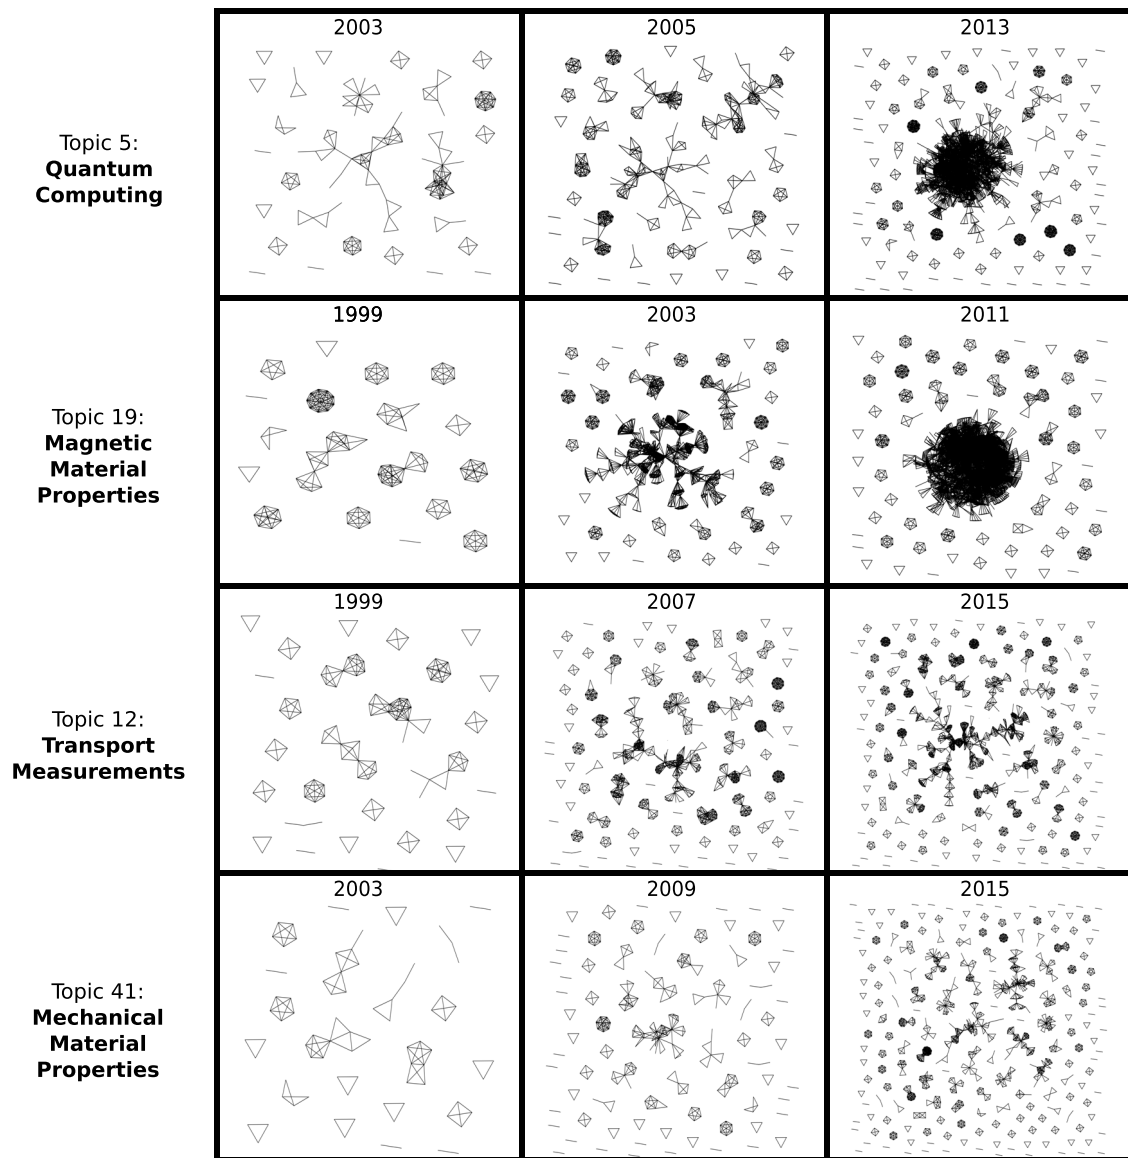 2003
2005
2013
Topic 5:
Quantum
Computing
1999
2003
2011
Topic 19:
Magnetic
Material
Properties
1999
2007
2015
Topic 12:
Transport
Measurements
2003
2009
2015
Topic 41:
Mechanical
Material
Properties